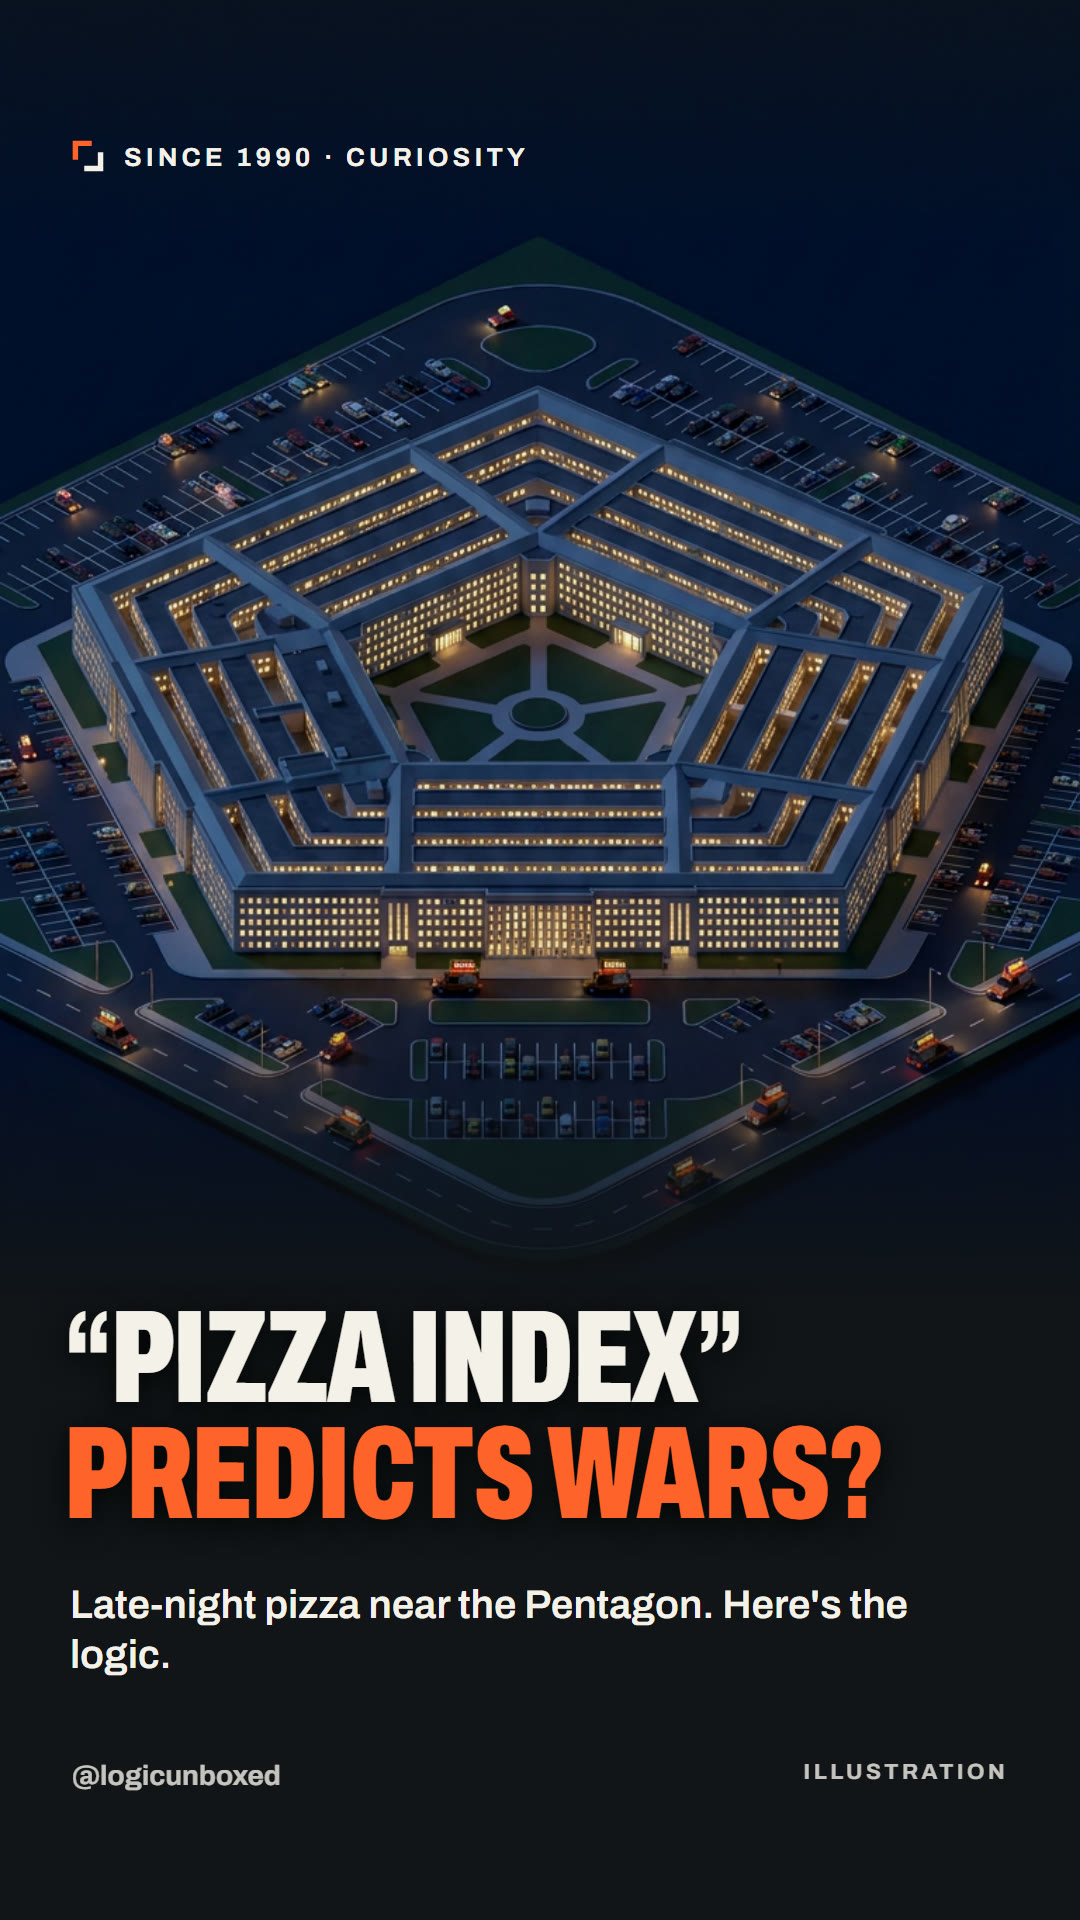 SINCE 1990 · CURIOSITY
“PIZZA INDEX”
PREDICTS WARS?
Late-night pizza near the Pentagon. Here's the
logic.
@logicunboxed
ILLUSTRATION